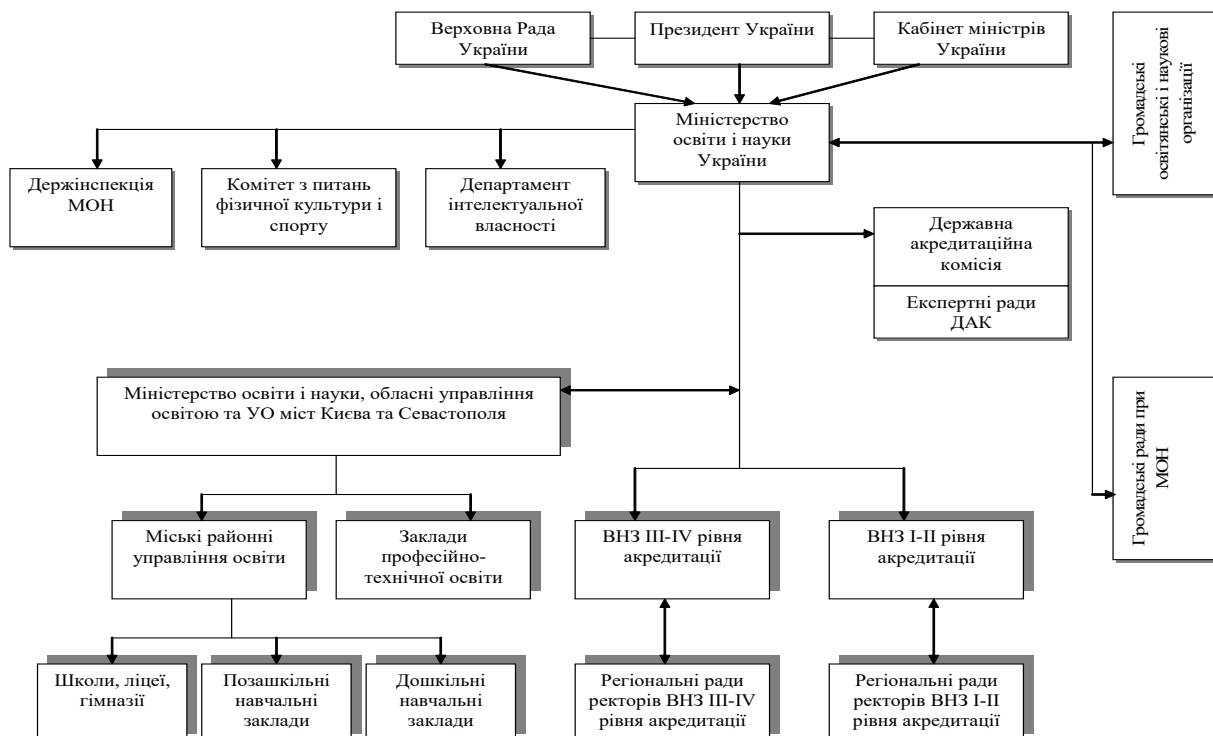 Верховна Рада
України
Президент України
Кабінет міністрів
України
Громадські
освітянські і наукові
організації
Міністерство
освіти і науки
України
Держінспекція
МОН
Комітет з питань
фізичної культури і
спорту
Департамент
інтелектуальної
власності
Державна
акредитаційна
комісія
Експертні ради
ДАК
Міністерство освіти і науки, обласні управління
освітою та УО міст Києва та Севастополя
Громадські ради при
МОН
Міські районні
управління освіти
Заклади
професійно-
технічної освіти
ВНЗ III-IV рівня
акредитації
ВНЗ I-II рівня
акредитації
Школи, ліцеї,
гімназії
Позашкільні
навчальні
заклади
Дошкільні
навчальні
заклади
Регіональні ради
ректорів ВНЗ III-IV
рівня акредитації
Регіональні ради
ректорів ВНЗ I-II
рівня акредитації